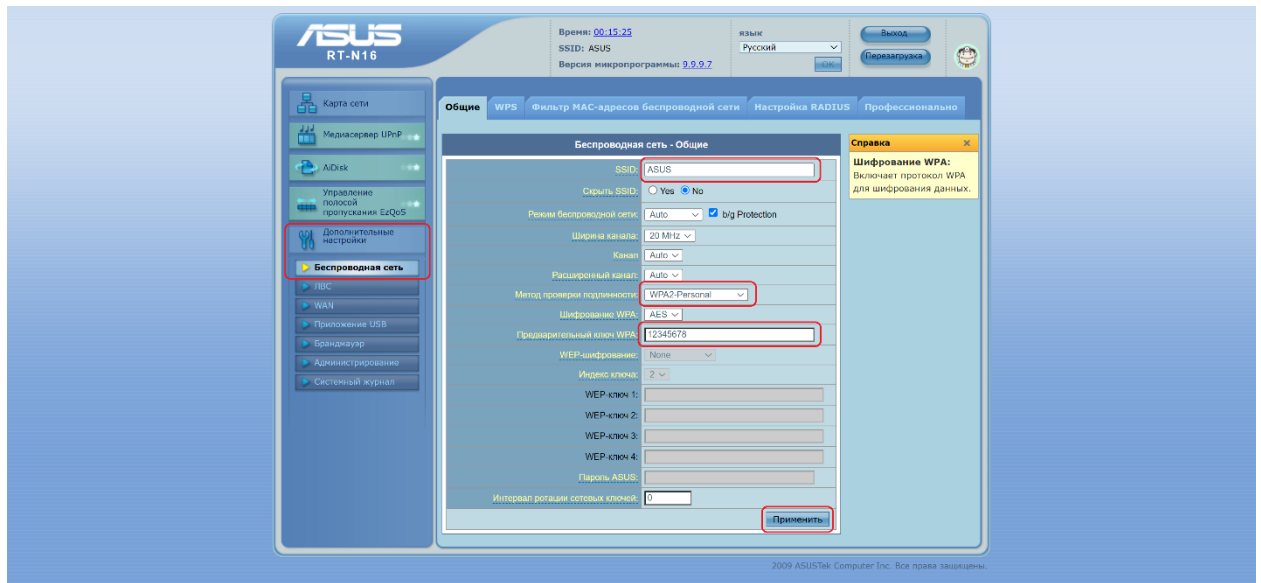 ASUS
RT-N16
Время: 00:15:25
SSID: ASUS
Версия микропрограммы: 9.9.9.7
язык
Русский
OK
Выход
Перезагрузка
Карта сети
Медиасервер UPnP
AiDisk
Управление
полосой
пропускания EzQoS
Дополнительные
настройки
Беспроводная сеть
ЛВС
WAN
Приложение USB
Брандмауэр
Администрирование
Системный журнал
Общие WPS Фильтр MAC-адресов беспроводной сети Настройка RADIUS Профессионально
Беспроводная сеть - Общие
SSID: ASUS
Скрыть SSID: Yes No
Режим беспроводной сети: Auto b/g Protection
Ширина канала: 20 MHz
Канал Auto
Расширенный канал: Auto
Метод проверки подлинности: WPA2-Personal
Шифрование WPA: AES
Предварительный ключ WPA: 12345678
WEP-шифрование: None
Индекс ключа: 2
WEP-ключ 1:
WEP-ключ 2:
WEP-ключ 3:
WEP-ключ 4:
Пароль ASUS:
Интервал ротации сетевых ключей: 0
Применить
Справка x
Шифрование WPA:
Включает протокол WPA
для шифрования данных.
2009 ASUSTek Computer Inc. Все права защищены.